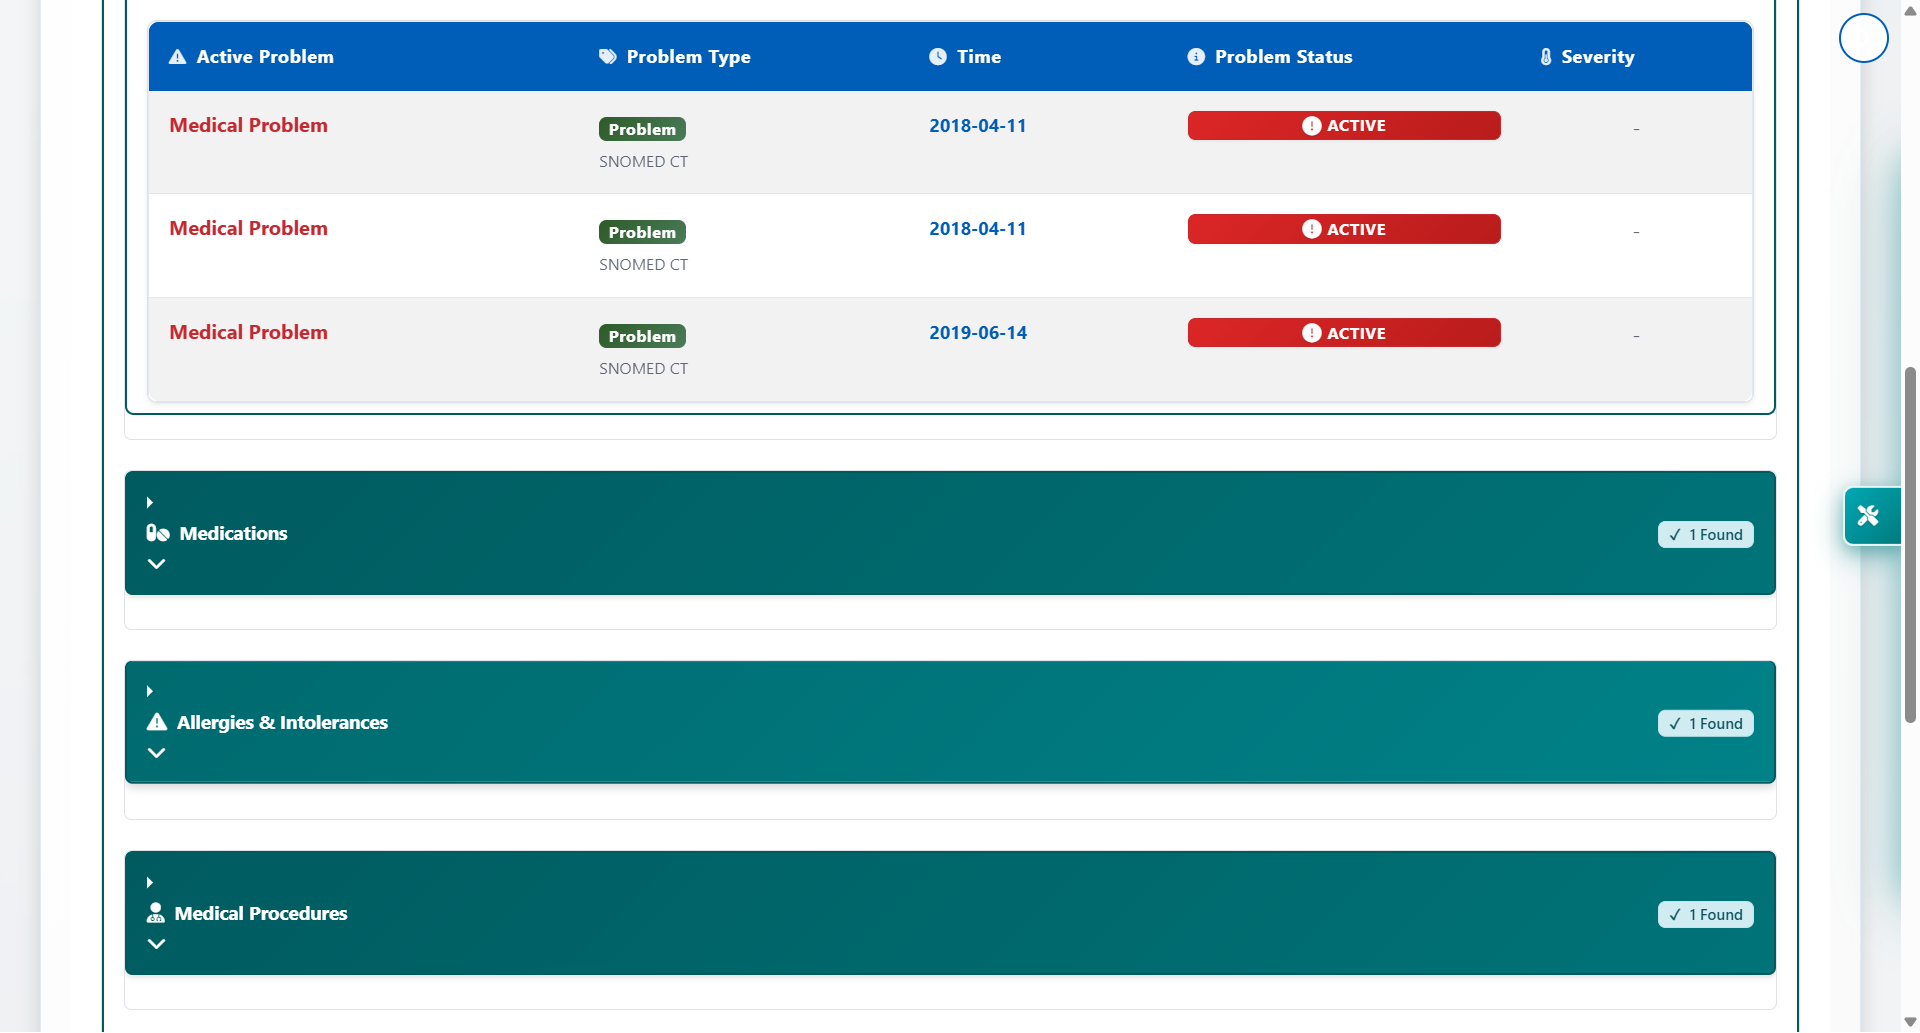 Active Problem Problem Type Time Problem Status Severity
Medical Problem Problem 2018-04-11 ACTIVE -
SNOMED CT
Medical Problem Problem 2018-04-11 ACTIVE -
SNOMED CT
Medical Problem Problem 2019-06-14 ACTIVE -
SNOMED CT
Medications ✓ 1 Found
Allergies & Intolerances ✓ 1 Found
Medical Procedures ✓ 1 Found